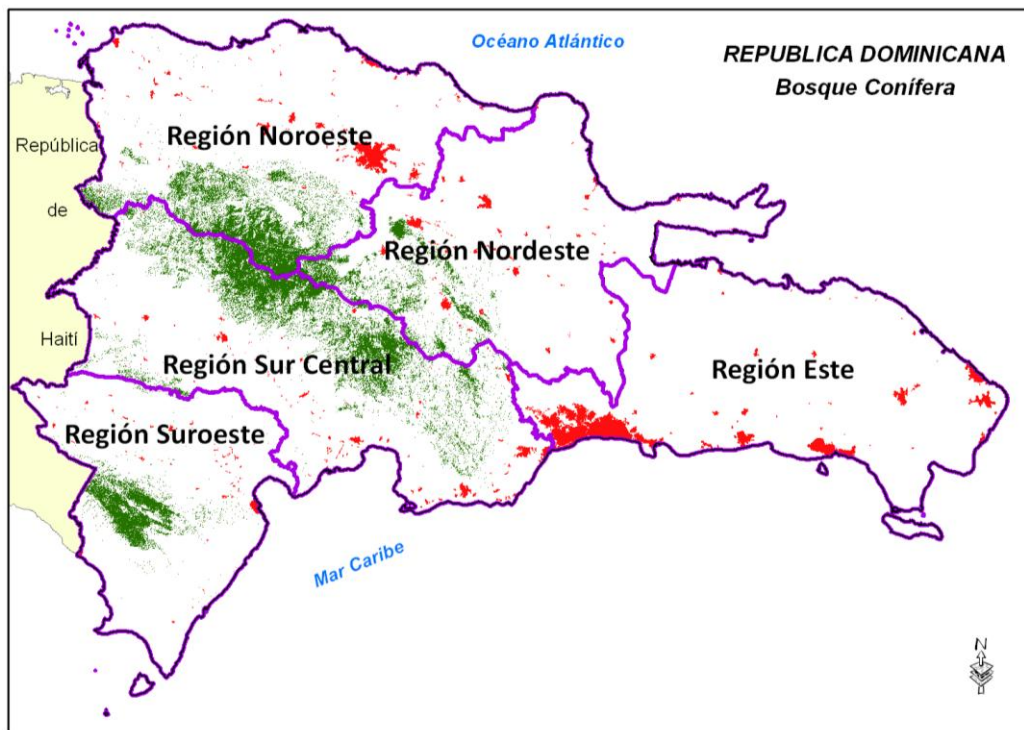 Océano Atlántico
REPUBLICA DOMINICANA
Bosque Conífera
República
de
Haití
Región Noroeste
Región Nordeste
Región Sur Central
Región Este
Región Suroeste
Mar Caribe
N